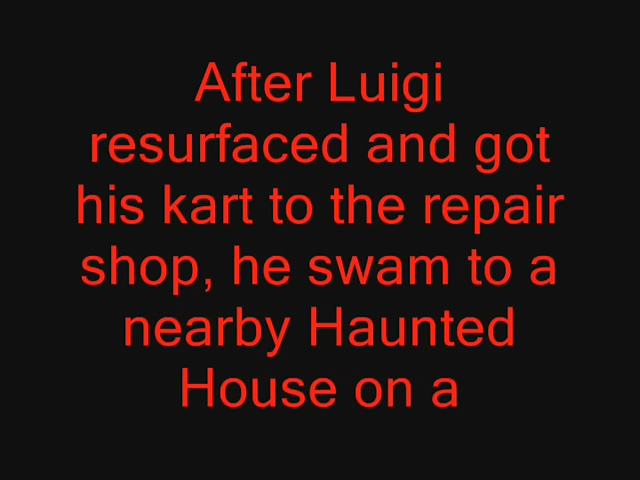 After Luigi
resurfaced and got
his kart to the repair
shop, he swam to a
nearby Haunted
House on a